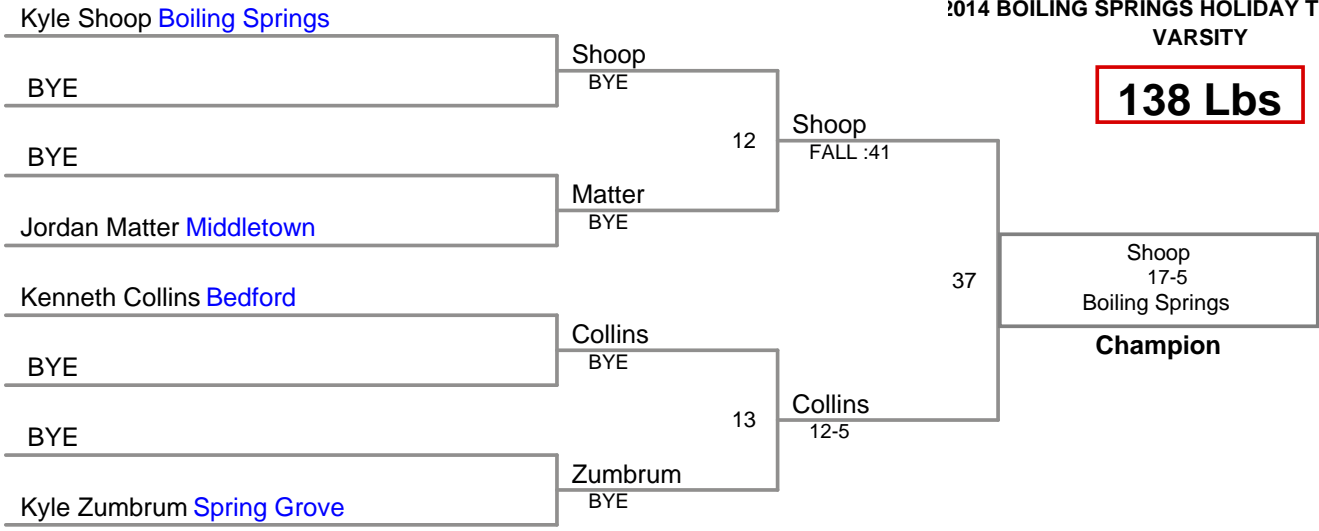 2014 BOILING SPRINGS HOLIDAY T
VARSITY
138 Lbs
Kyle Shoop Boiling Springs
BYE
BYE
Jordan Matter Middletown
Kenneth Collins Bedford
BYE
BYE
Kyle Zumbrum Spring Grove
Shoop
BYE
12
Matter
BYE
Collins
BYE
13
Zumbrum
BYE
Shoop
FALL :41
37
Collins
12-5
Shoop
17-5
Boiling Springs
Champion